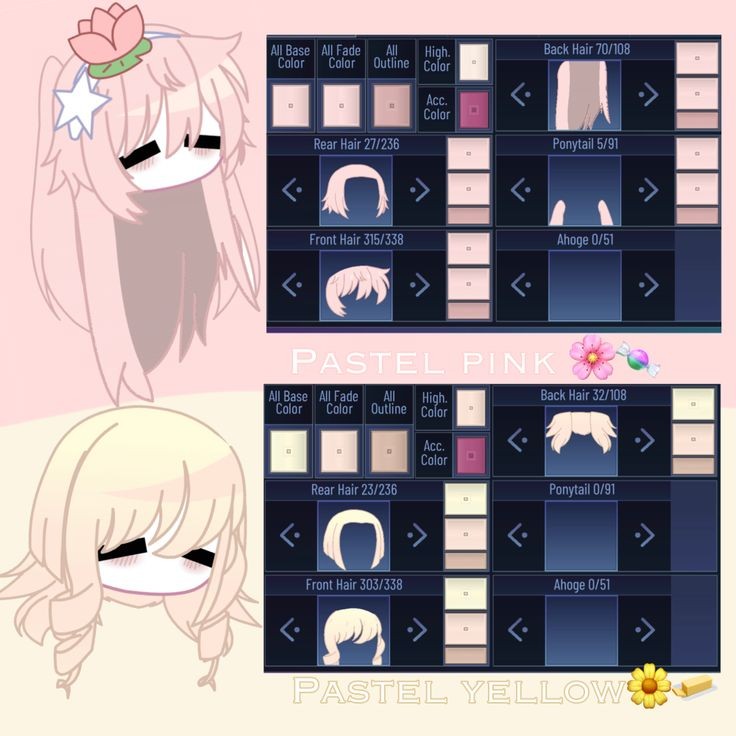 All Base Color
All Fade Color
All Outline
High. Color
Acc. Color
Back Hair 70/108
Rear Hair 27/236
Ponytail 5/91
Front Hair 315/338
Ahoge 0/51
PASTEL PINK 🌸🍬
All Base Color
All Fade Color
All Outline
High. Color
Acc. Color
Back Hair 32/108
Rear Hair 23/236
Ponytail 0/91
Front Hair 303/338
Ahoge 0/51
PASTEL YELLOW🌼🧈